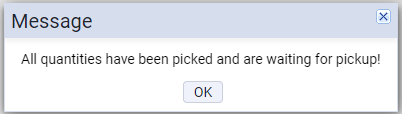 Message
All quantities have been picked and are waiting for pickup!
OK